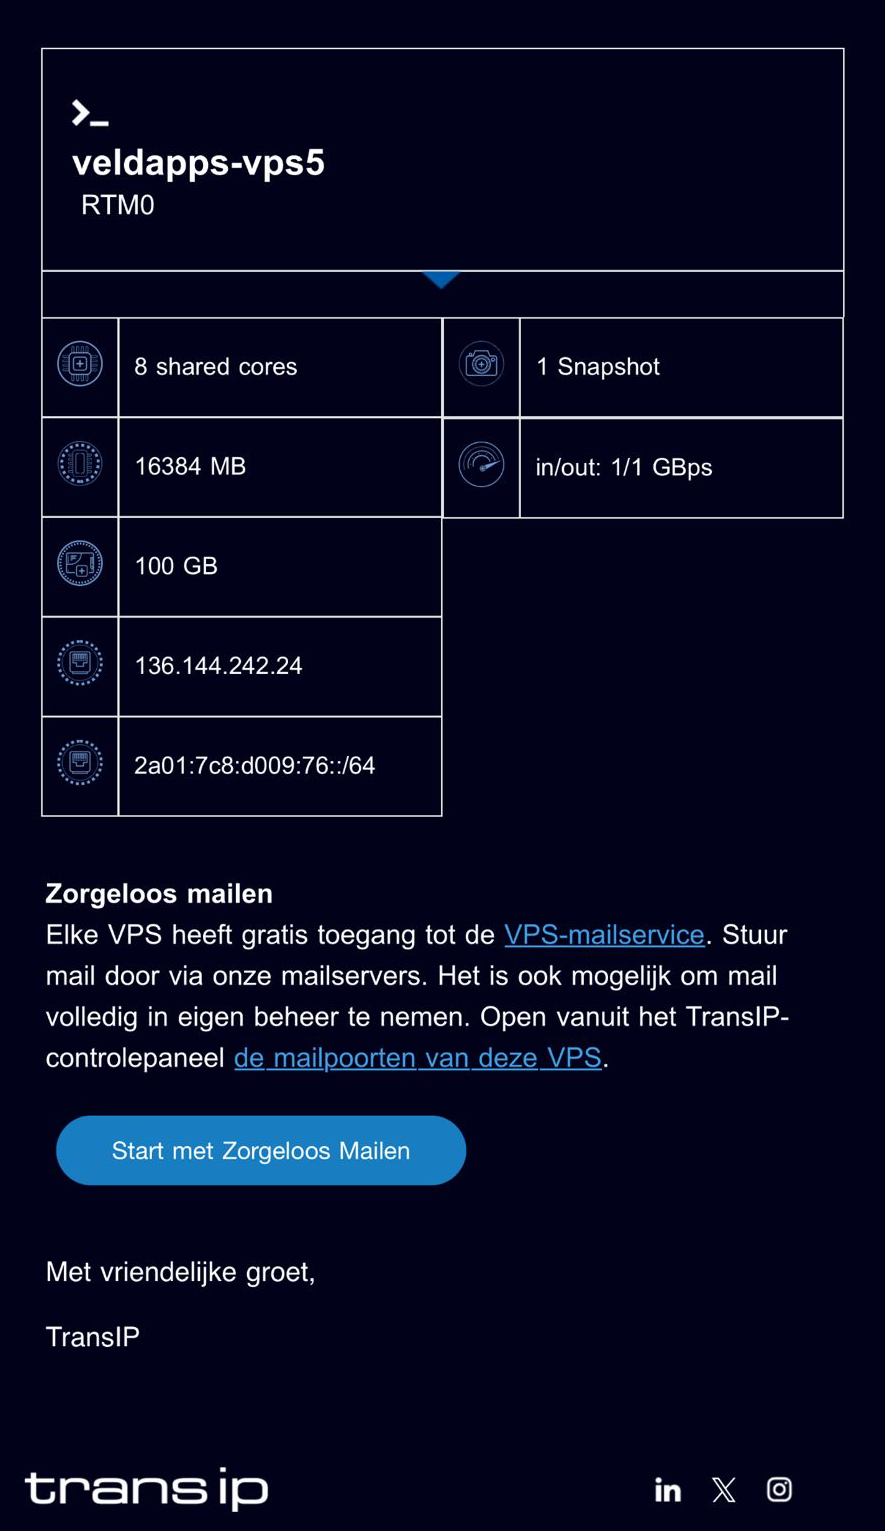 veldapps-vps5
RTM0
8 shared cores
1 Snapshot
16384 MB
in/out: 1/1 GBps
100 GB
136.144.242.24
2a01:7c8:d009:76::/64
Zorgeloos mailen
Elke VPS heeft gratis toegang tot de VPS-mailservice. Stuur
mail door via onze mailservers. Het is ook mogelijk om mail
volledig in eigen beheer te nemen. Open vanuit het TransIP-
controlepaneel de mailpoorten van deze VPS.
Start met Zorgeloos Mailen
Met vriendelijke groet,
TransIP
trans ip
in